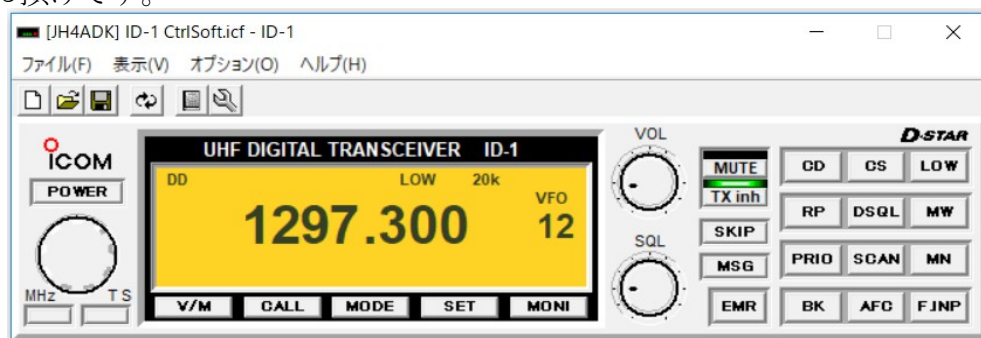 です。
[JH4ADK] ID-1 CtrlSoft.icf - ID-1
ファイル(F) 表示(V) オプション(O) ヘルプ(H)
ICOM
POWER
MHz TS
UHF DIGITAL TRANSCEIVER ID-1
DD LOW 20k
VFO
1297.300 12
V/M CALL MODE SET MONI
VOL
SQL
MUTE
TX inh
SKIP
MSG
EMR
D-STAR
CD CS LOW
RP DSQL MW
PRIO SCAN MN
BK AFC F.INP